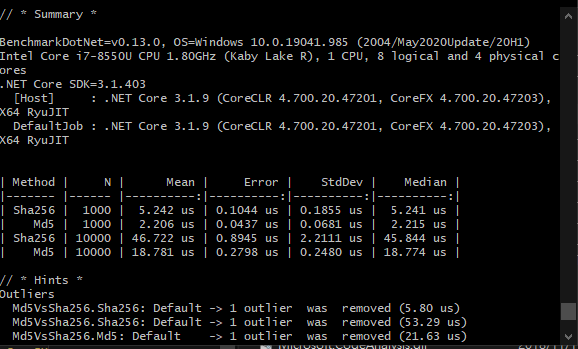 // * Summary *
BenchmarkDotNet=v0.13.0, OS=Windows 10.0.19041.985 (2004/May2020Update/20H1)
Intel Core i7-8550U CPU 1.80GHz (Kaby Lake R), 1 CPU, 8 logical and 4 physical c
ores
.NET Core SDK=3.1.403
  [Host]     : .NET Core 3.1.9 (CoreCLR 4.700.20.47201, CoreFX 4.700.20.47203),
X64 RyuJIT
  DefaultJob : .NET Core 3.1.9 (CoreCLR 4.700.20.47201, CoreFX 4.700.20.47203),
X64 RyuJIT
| Method |     N |      Mean |     Error |    StdDev |    Median |
|------- |------ |----------:|----------:|----------:|----------:|
| Sha256 |  1000 |  5.242 us | 0.1044 us | 0.1855 us |  5.241 us |
|    Md5 |  1000 |  2.206 us | 0.0437 us | 0.0681 us |  2.215 us |
| Sha256 | 10000 | 46.722 us | 0.8945 us | 2.2111 us | 45.844 us |
|    Md5 | 10000 | 18.781 us | 0.2798 us | 0.2480 us | 18.774 us |
// * Hints *
Outliers
  Md5VsSha256.Sha256: Default -> 1 outlier  was  removed (5.80 us)
  Md5VsSha256.Sha256: Default -> 1 outlier  was  removed (53.29 us)
  Md5VsSha256.Md5: Default    -> 1 outlier  was  removed (21.63 us)